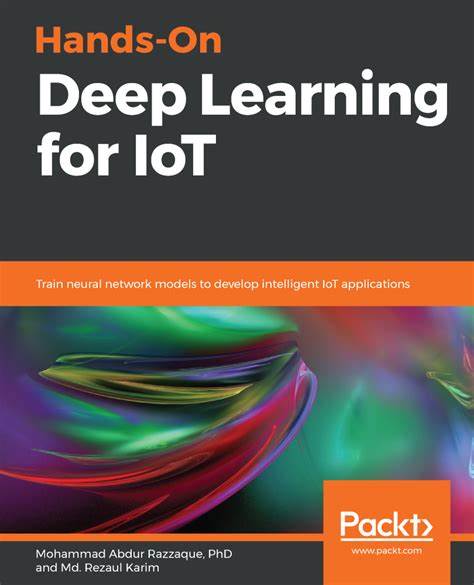 Hands-On
Deep Learning
for IoT
Train neural network models to develop intelligent IoT applications
Packt>
www.packt.com
Mohammad Abdur Razzaque, PhD
and Md. Rezaul Karim